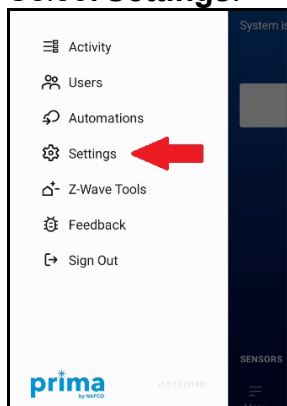 Select Settings.
System is
Activity
Users
Automations
Settings
Z-Wave Tools
Feedback
Sign Out
SENSORS
prima
by NAPCO